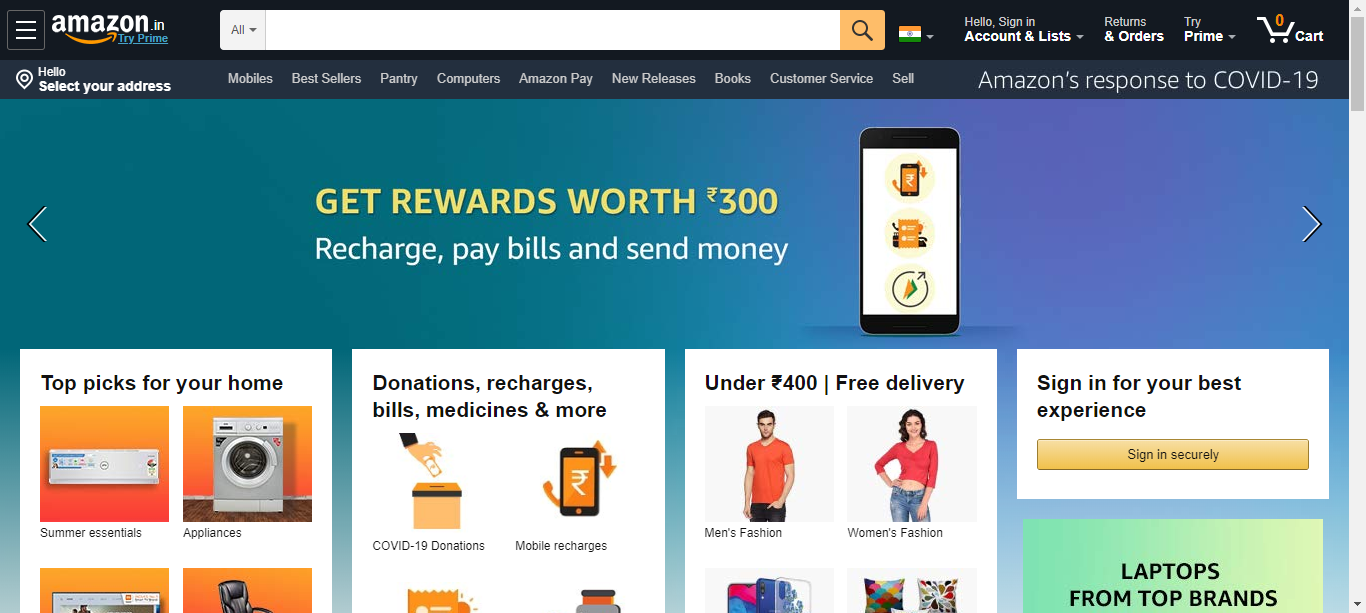 amazon.in
Try Prime
All
Hello, Sign in
Account & Lists
Returns
& Orders
Try
Prime
0
Cart
Hello
Select your address
Mobiles
Best Sellers
Pantry
Computers
Amazon Pay
New Releases
Books
Customer Service
Sell
Amazon's response to COVID-19
GET REWARDS WORTH ₹300
Recharge, pay bills and send money
₹
Top picks for your home
Summer essentials
Appliances
Donations, recharges,
bills, medicines & more
₹
COVID-19 Donations
Mobile recharges
Under ₹400 | Free delivery
Men's Fashion
Women's Fashion
Sign in for your best
experience
Sign in securely
LAPTOPS
FROM TOP BRANDS